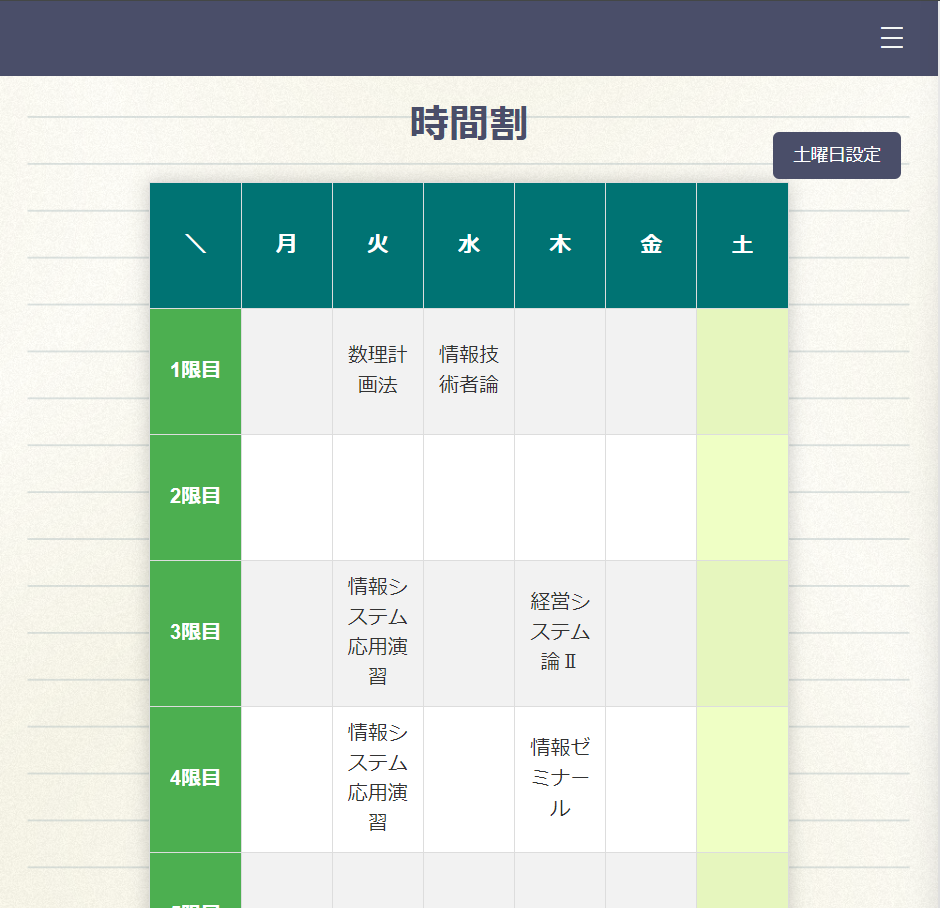 時間割
土曜日設定
＼ 月 火 水 木 金 土
1限目
数理計
画法
情報技
術者論
2限目
3限目
情報シ
ステム
応用演
習
経営シ
ステム
論Ⅱ
4限目
情報シ
ステム
応用演
習
情報ゼ
ミナー
ル